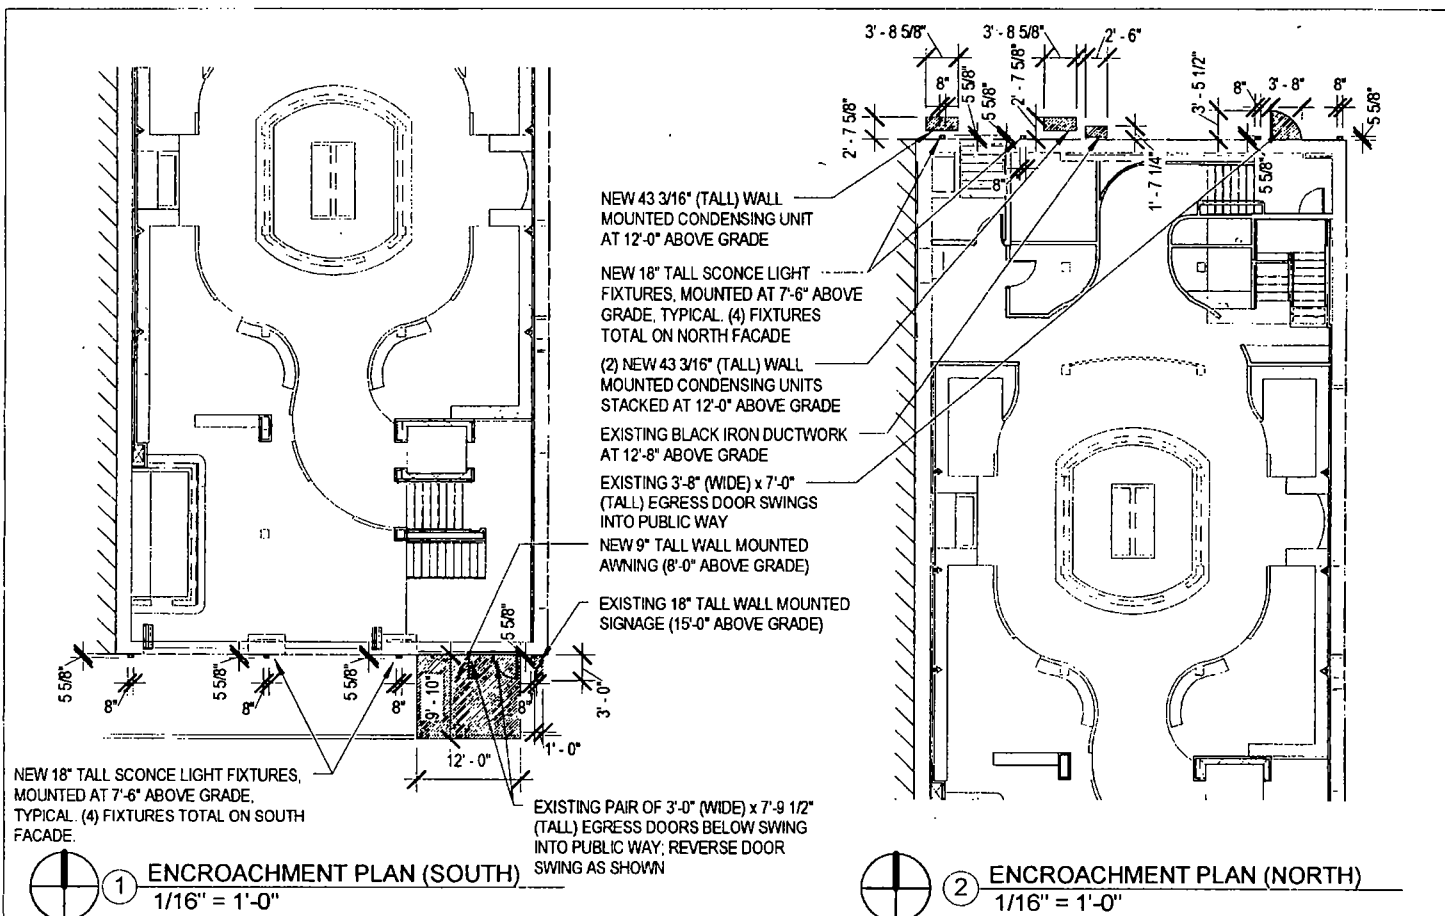 3' - 8 5/8"
3' - 8 5/8"
2' - 6"
2' - 7 5/8"
8"
5 5/8"
5 5/8"
2' - 7 5/8"
3' - 5 1/2"
8"
3' - 8"
8"
5 5/8"
8"
1' - 7 1/4"
5 5/8"
NEW 43 3/16" (TALL) WALL
MOUNTED CONDENSING UNIT
AT 12'-0" ABOVE GRADE
NEW 18" TALL SCONCE LIGHT
FIXTURES, MOUNTED AT 7'-6" ABOVE
GRADE, TYPICAL. (4) FIXTURES
TOTAL ON NORTH FACADE
(2) NEW 43 3/16" (TALL) WALL
MOUNTED CONDENSING UNITS
STACKED AT 12'-0" ABOVE GRADE
EXISTING BLACK IRON DUCTWORK
AT 12'-8" ABOVE GRADE
EXISTING 3'-8" (WIDE) x 7'-0"
(TALL) EGRESS DOOR SWINGS
INTO PUBLIC WAY
NEW 9" TALL WALL MOUNTED
AWNING (8'-0" ABOVE GRADE)
EXISTING 18" TALL WALL MOUNTED
SIGNAGE (15'-0" ABOVE GRADE)
5 5/8"
5 5/8"
8"
5 5/8"
8"
5 5/8"
8"
9' - 10"
8"
3' - 0"
1' - 0"
12' - 0"
NEW 18" TALL SCONCE LIGHT FIXTURES,
MOUNTED AT 7'-6" ABOVE GRADE,
TYPICAL. (4) FIXTURES TOTAL ON SOUTH
FACADE.
EXISTING PAIR OF 3'-0" (WIDE) x 7'-9 1/2"
(TALL) EGRESS DOORS BELOW SWING
INTO PUBLIC WAY; REVERSE DOOR
SWING AS SHOWN
1 ENCROACHMENT PLAN (SOUTH)
1/16" = 1'-0"
2 ENCROACHMENT PLAN (NORTH)
1/16" = 1'-0"